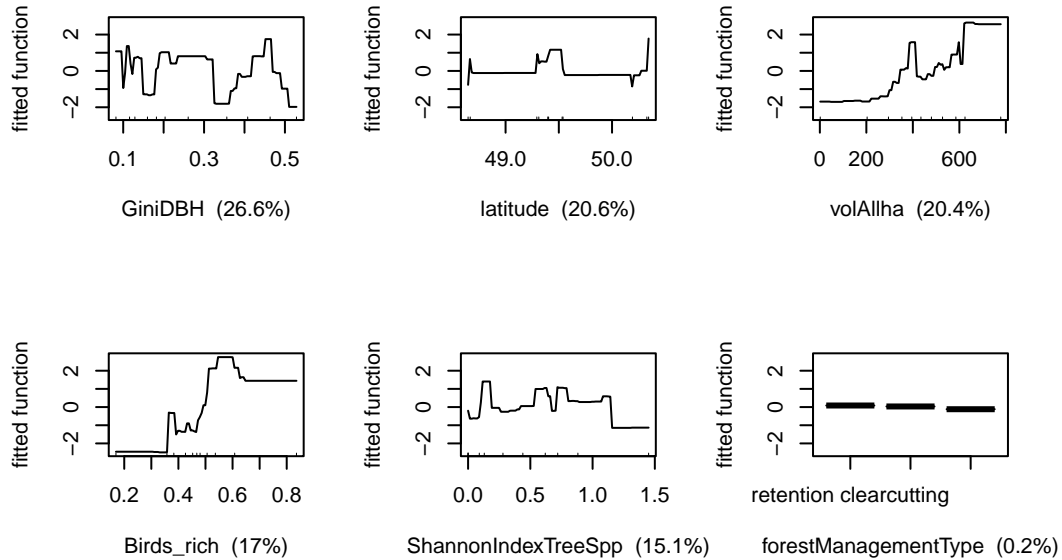 fitted function
−2 0 2
0.1 0.3 0.5
GiniDBH (26.6%)
fitted function
−2 0 2
49.0 50.0
latitude (20.6%)
fitted function
−2 0 2
0 200 600
volAllha (20.4%)
fitted function
−2 0 2
0.2 0.4 0.6 0.8
Birds_rich (17%)
fitted function
−2 0 2
0.0 0.5 1.0 1.5
ShannonIndexTreeSpp (15.1%)
fitted function
−2 0 2
retention clearcutting
forestManagementType (0.2%)